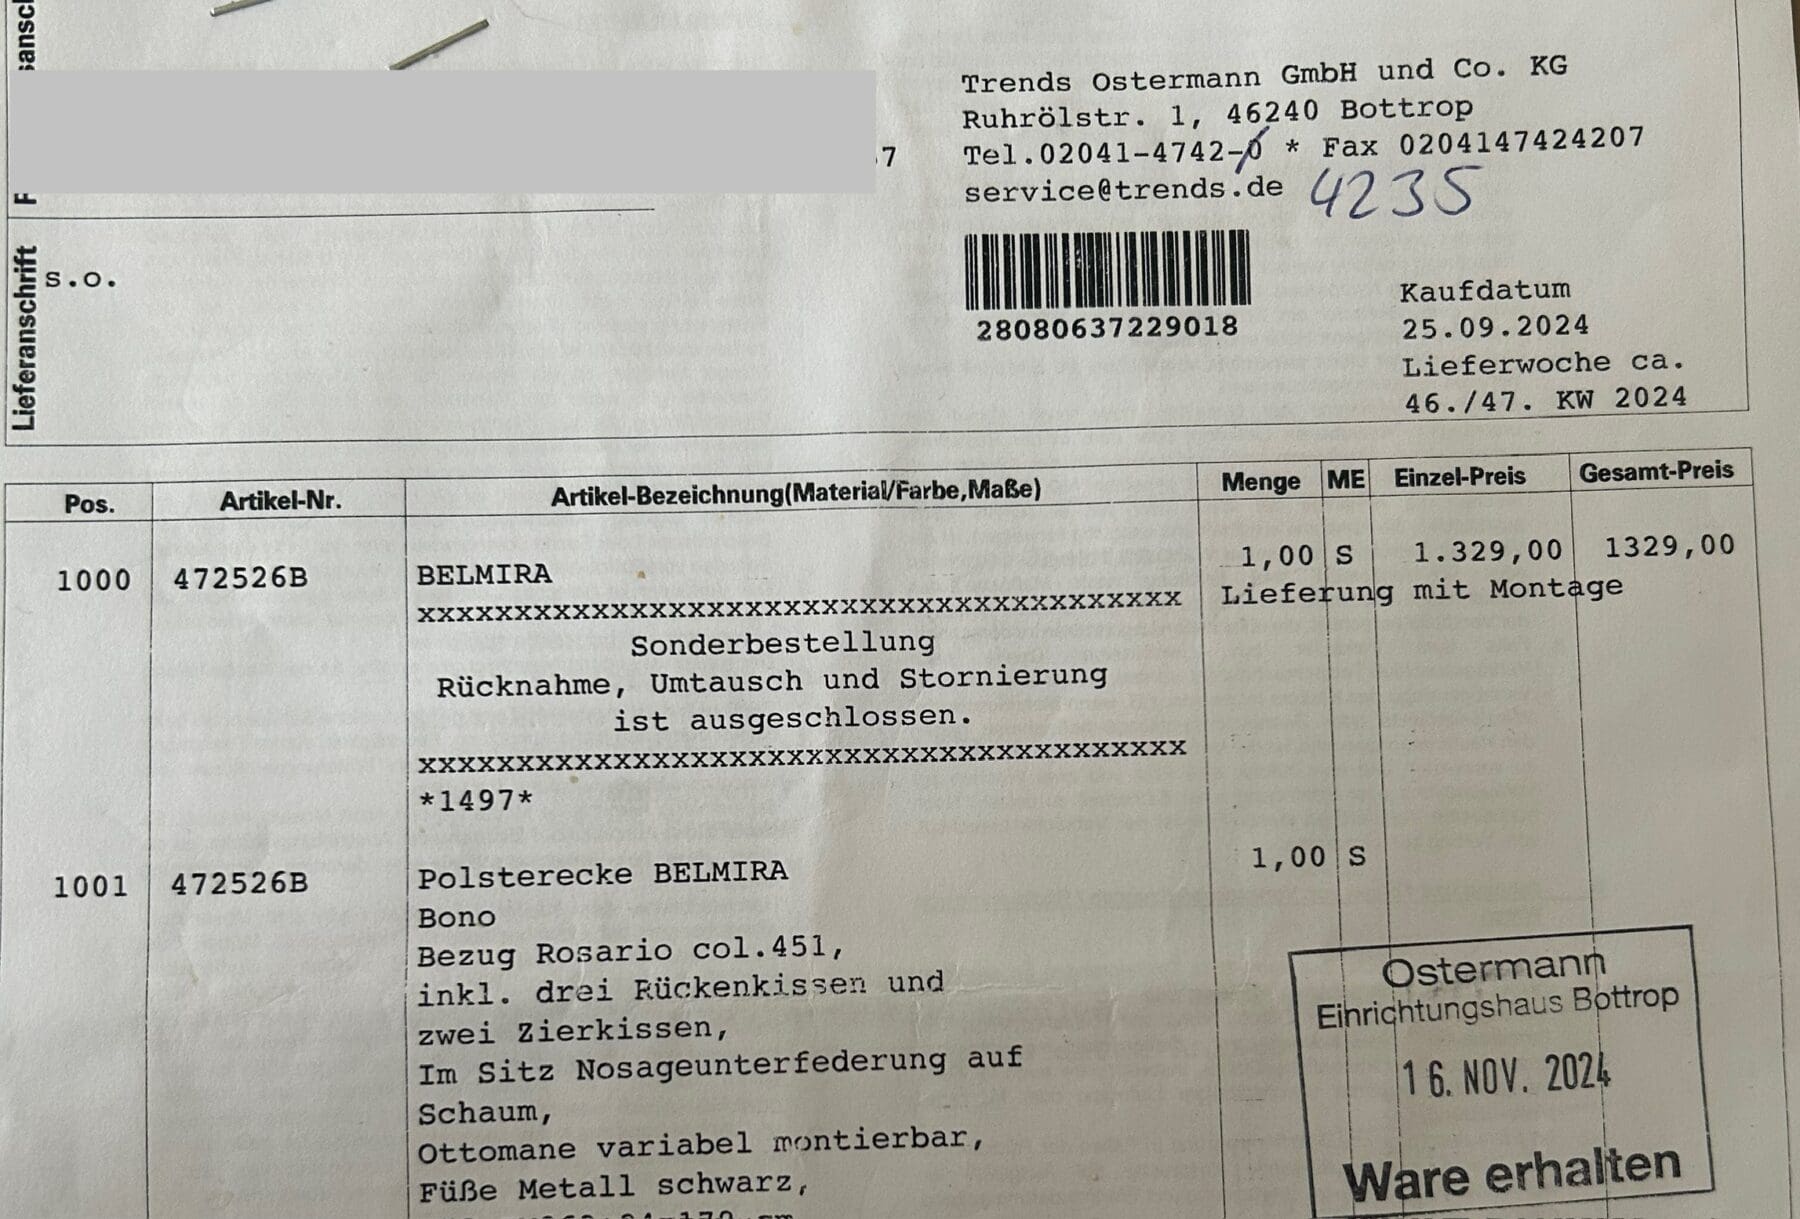 Trends Ostermann GmbH und Co. KG
Ruhrölstr. 1, 46240 Bottrop
Tel.02041-4742-0 * Fax 0204147424207
7
service@trends.de 4235
Lieferanschrift
s.o.
28080637229018
Kaufdatum
25.09.2024
Lieferwoche ca.
46./47. KW 2024
Pos. Artikel-Nr. Artikel-Bezeichnung(Material/Farbe,Maße) Menge ME Einzel-Preis Gesamt-Preis
1000 472526B BELMIRA 1,00 S 1.329,00 1329,00
xxxxxxxxxxxxxxxxxxxxxxxxxxxxxxxxxxxxxxxx Lieferung mit Montage
Sonderbestellung
Rücknahme, Umtausch und Stornierung
ist ausgeschlossen.
xxxxxxxxxxxxxxxxxxxxxxxxxxxxxxxxxxxxxxxx
*1497*
1001 472526B Polsterecke BELMIRA 1,00 S
Bono
Bezug Rosario col.451,
inkl. drei Rückenkissen und
zwei Zierkissen,
Im Sitz Nosageunterfederung auf
Schaum,
Ottomane variabel montierbar,
Füße Metall schwarz,
Ostermann
Einrichtungshaus Bottrop
16. NOV. 2024
Ware erhalten